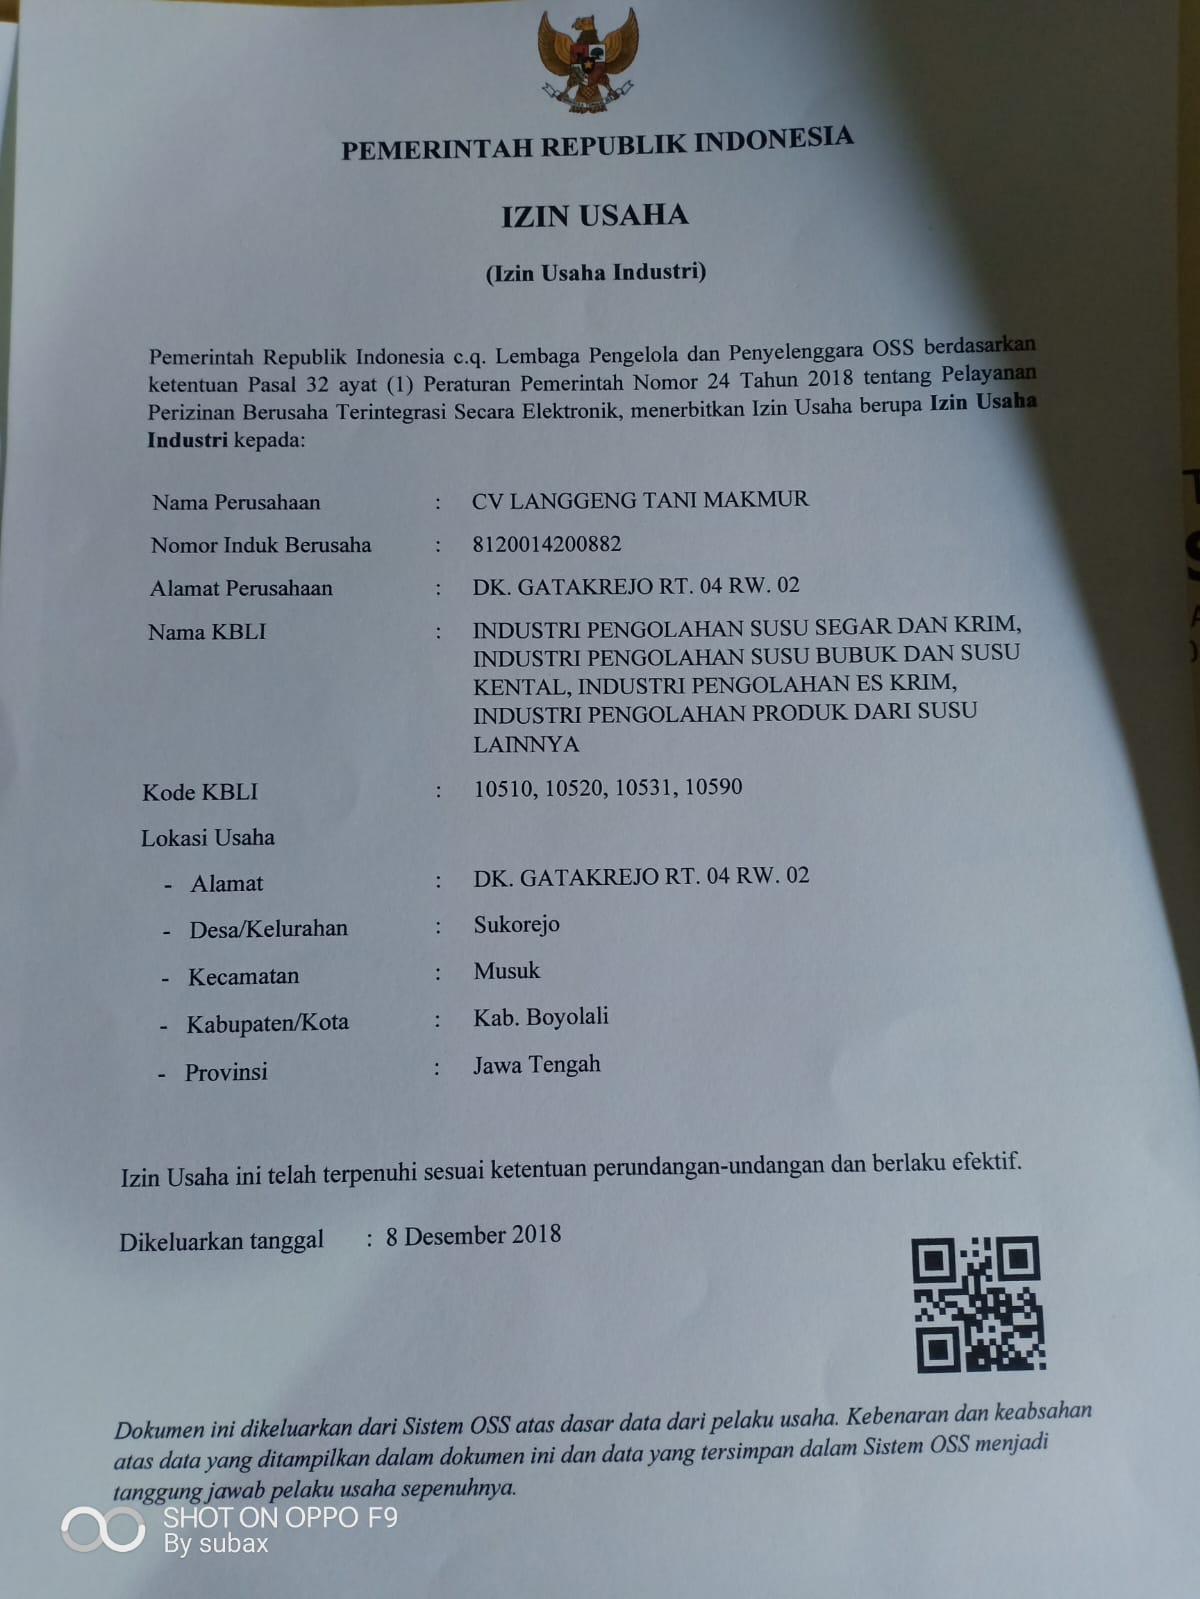 PEMERINTAH REPUBLIK INDONESIA
IZIN USAHA
(Izin Usaha Industri)
Pemerintah Republik Indonesia c.q. Lembaga Pengelola dan Penyelenggara OSS berdasarkan
ketentuan Pasal 32 ayat (1) Peraturan Pemerintah Nomor 24 Tahun 2018 tentang Pelayanan
Perizinan Berusaha Terintegrasi Secara Elektronik, menerbitkan Izin Usaha berupa Izin Usaha
Industri kepada:
Nama Perusahaan : CV LANGGENG TANI MAKMUR
Nomor Induk Berusaha : 8120014200882
Alamat Perusahaan : DK. GATAKREJO RT. 04 RW. 02
Nama KBLI : INDUSTRI PENGOLAHAN SUSU SEGAR DAN KRIM,
INDUSTRI PENGOLAHAN SUSU BUBUK DAN SUSU
KENTAL, INDUSTRI PENGOLAHAN ES KRIM,
INDUSTRI PENGOLAHAN PRODUK DARI SUSU
LAINNYA
Kode KBLI : 10510, 10520, 10531, 10590
Lokasi Usaha
- Alamat : DK. GATAKREJO RT. 04 RW. 02
- Desa/Kelurahan : Sukorejo
- Kecamatan : Musuk
- Kabupaten/Kota : Kab. Boyolali
- Provinsi : Jawa Tengah
Izin Usaha ini telah terpenuhi sesuai ketentuan perundangan-undangan dan berlaku efektif.
Dikeluarkan tanggal : 8 Desember 2018
Dokumen ini dikeluarkan dari Sistem OSS atas dasar data dari pelaku usaha. Kebenaran dan keabsahan
atas data yang ditampilkan dalam dokumen ini dan data yang tersimpan dalam Sistem OSS menjadi
tanggung jawab pelaku usaha sepenuhnya.
SHOT ON OPPO F9
By subax